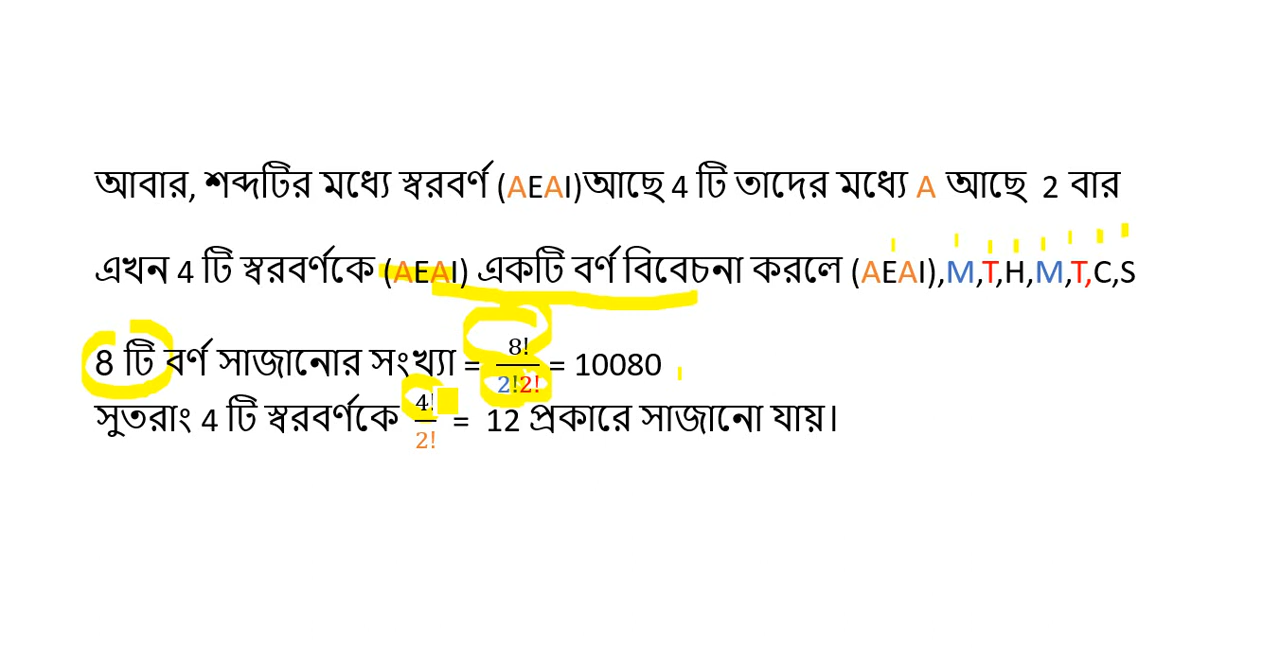 আবার, শব্দটির মধ্যে স্বরবর্ণ (AEAI)আছে 4 টি তাদের মধ্যে A আছে 2 বার
এখন 4 টি স্বরবর্ণকে (AEAI) একটি বর্ণ বিবেচনা করলে (AEAI),M,T,H,M,T,C,S
8 টি বর্ণ সাজানোর সংখ্যা = 8!/2!2! = 10080
সুতরাং 4 টি স্বরবর্ণকে 4!/2! = 12 প্রকারে সাজানো যায়।